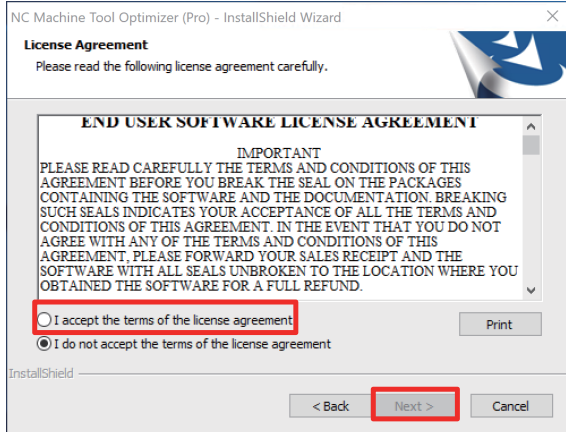 NC Machine Tool Optimizer (Pro) - InstallShield Wizard
License Agreement
Please read the following license agreement carefully.
END USER SOFTWARE LICENSE AGREEMENT
IMPORTANT
PLEASE READ CAREFULLY THE TERMS AND CONDITIONS OF THIS
AGREEMENT BEFORE YOU BREAK THE SEAL ON THE PACKAGES
CONTAINING THE SOFTWARE AND THE DOCUMENTATION. BREAKING
SUCH SEALS INDICATES YOUR ACCEPTANCE OF ALL THE TERMS AND
CONDITIONS OF THIS AGREEMENT. IN THE EVENT THAT YOU DO NOT
AGREE WITH ANY OF THE TERMS AND CONDITIONS OF THIS
AGREEMENT, PLEASE FORWARD YOUR SALES RECEIPT AND THE
SOFTWARE WITH ALL SEALS UNBROKEN TO THE LOCATION WHERE YOU
OBTAINED THE SOFTWARE FOR A FULL REFUND.
I accept the terms of the license agreement
Print
I do not accept the terms of the license agreement
InstallShield
< Back
Next >
Cancel